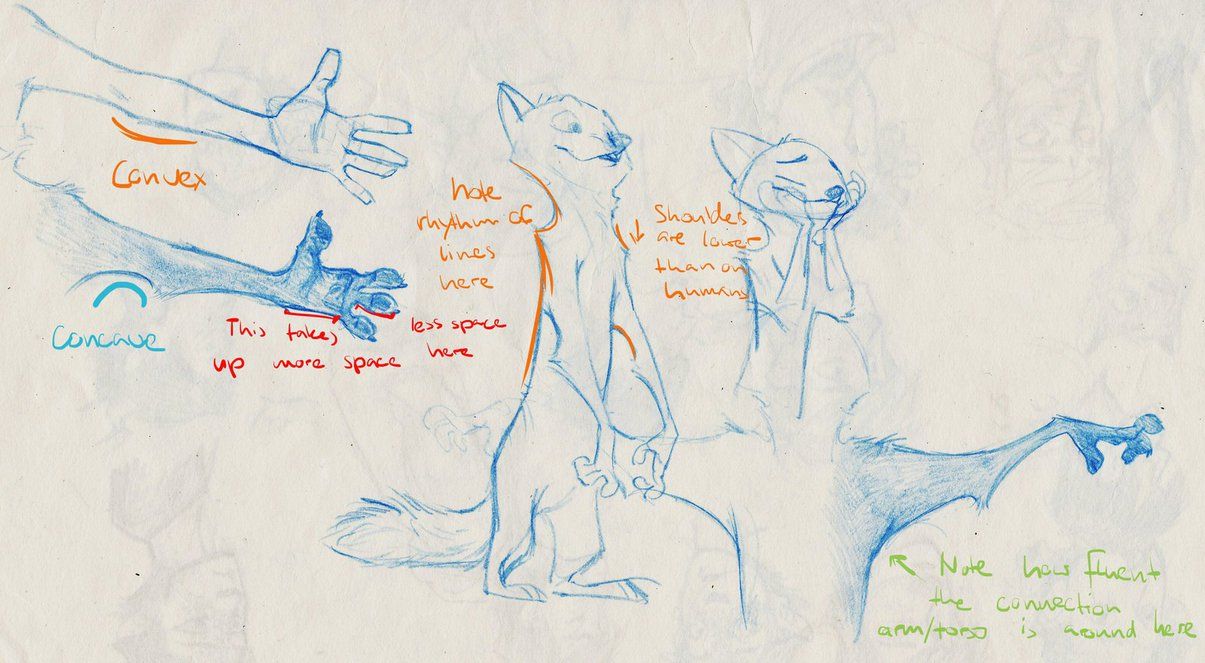 Convex
Concave
This takes
up more space
less space
here
Note
rhythm of
lines
here
Shoulders
are lower
than on
humans
Note how fluent
the connection
arm/torso is around here